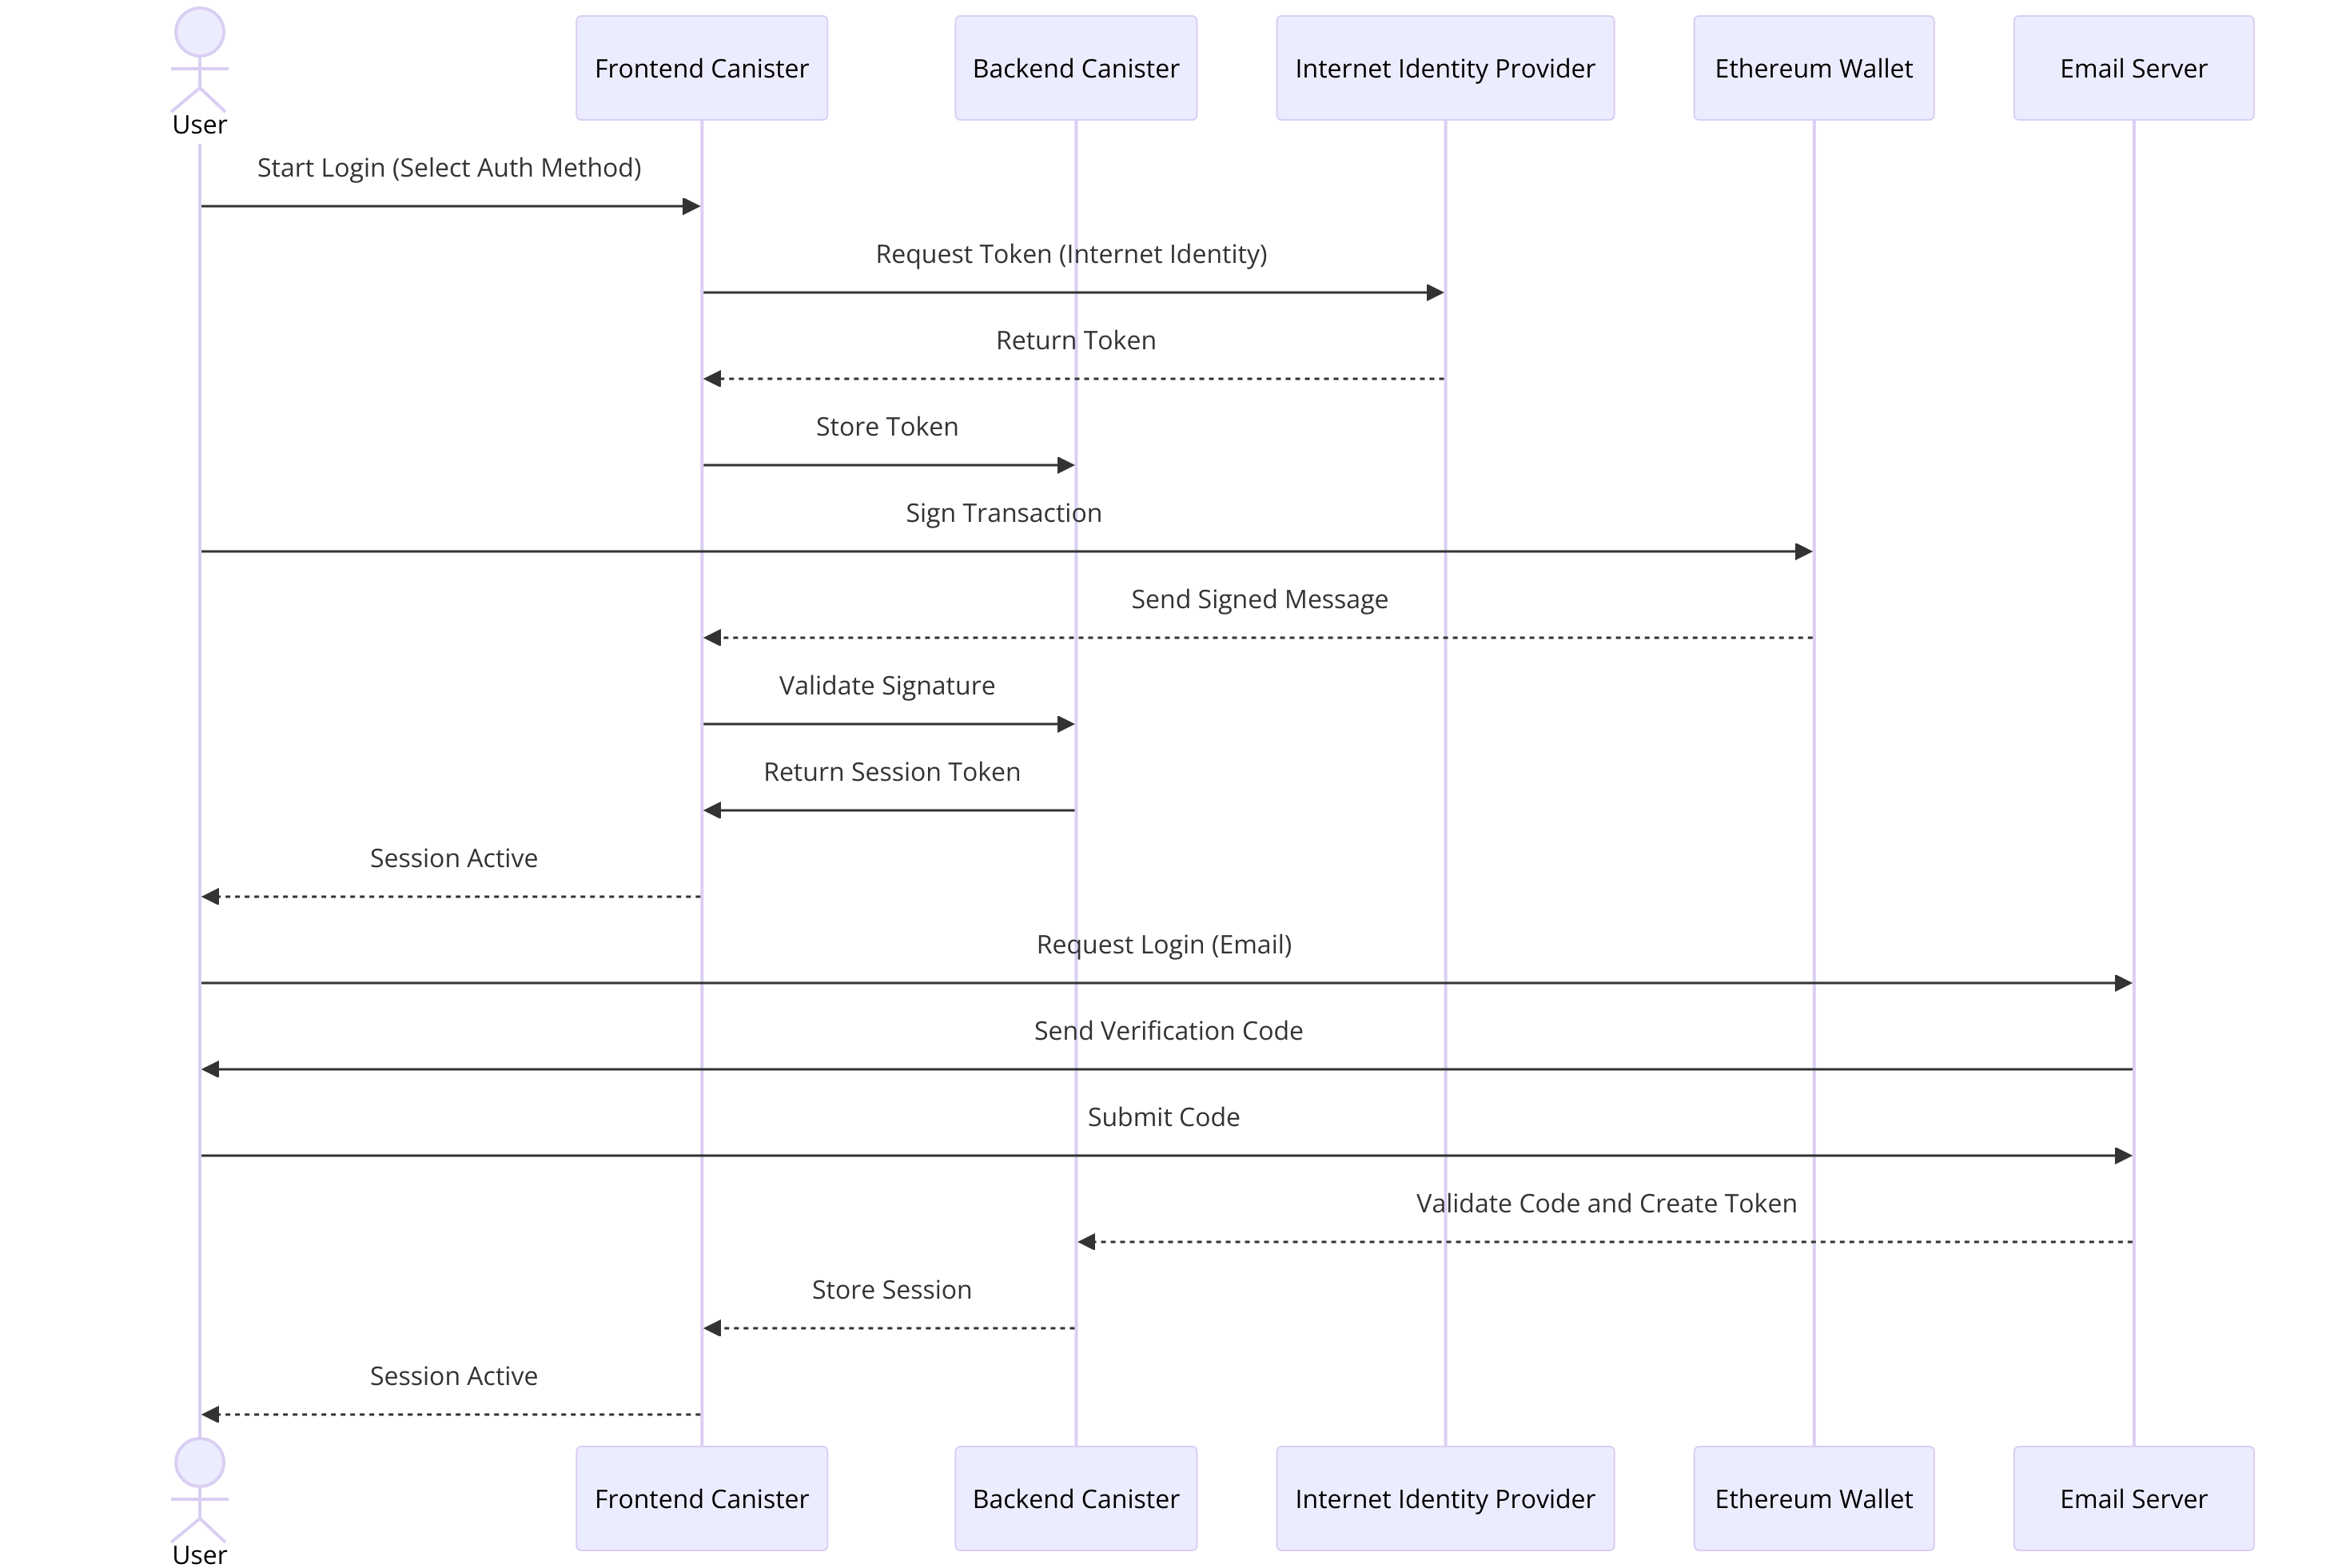 User
Frontend Canister
Backend Canister
Internet Identity Provider
Ethereum Wallet
Email Server
Start Login (Select Auth Method)
Request Token (Internet Identity)
Return Token
Store Token
Sign Transaction
Send Signed Message
Validate Signature
Return Session Token
Session Active
Request Login (Email)
Send Verification Code
Submit Code
Validate Code and Create Token
Store Session
Session Active
User
Frontend Canister
Backend Canister
Internet Identity Provider
Ethereum Wallet
Email Server